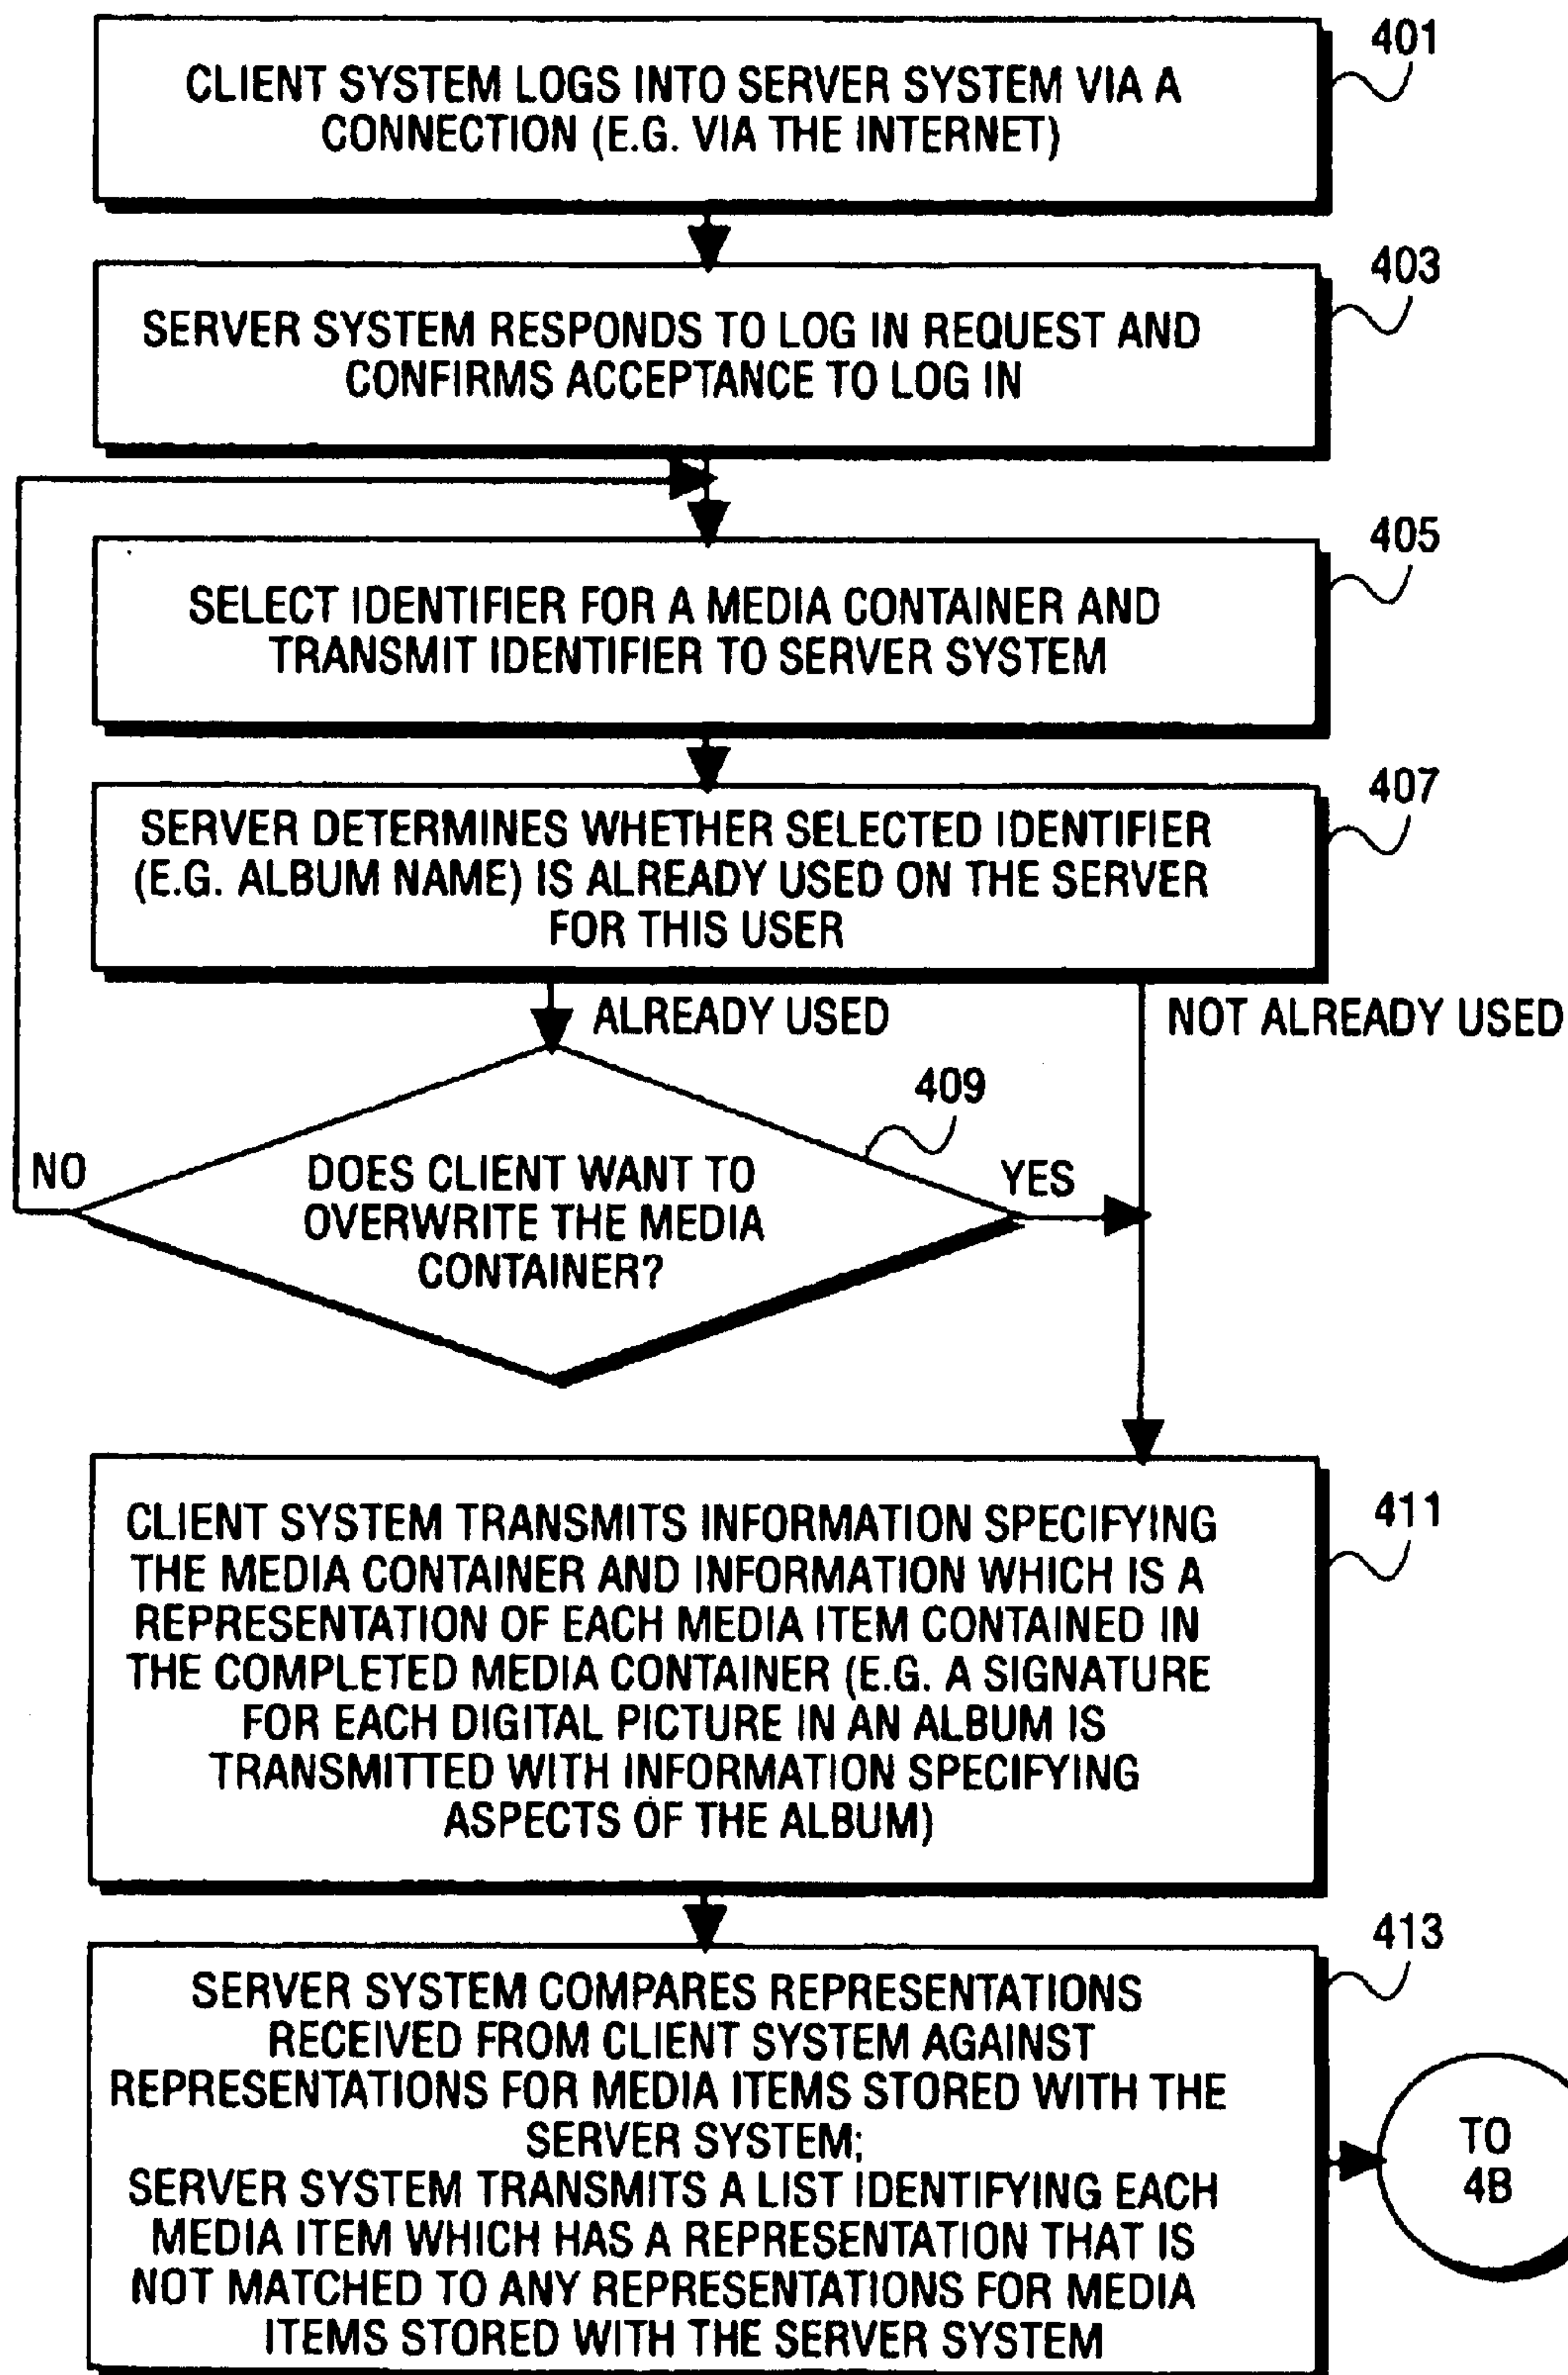 401
CLIENT SYSTEM LOGS INTO SERVER SYSTEM VIA A
CONNECTION (E.G. VIA THE INTERNET)
403
SERVER SYSTEM RESPONDS TO LOG IN REQUEST AND
CONFIRMS ACCEPTANCE TO LOG IN
405
SELECT IDENTIFIER FOR A MEDIA CONTAINER AND
TRANSMIT IDENTIFIER TO SERVER SYSTEM
407
SERVER DETERMINES WHETHER SELECTED IDENTIFIER
(E.G. ALBUM NAME) IS ALREADY USED ON THE SERVER
FOR THIS USER
ALREADY USED
NOT ALREADY USED
409
NO
DOES CLIENT WANT TO
OVERWRITE THE MEDIA
CONTAINER?
YES
411
CLIENT SYSTEM TRANSMITS INFORMATION SPECIFYING
THE MEDIA CONTAINER AND INFORMATION WHICH IS A
REPRESENTATION OF EACH MEDIA ITEM CONTAINED IN
THE COMPLETED MEDIA CONTAINER (E.G. A SIGNATURE
FOR EACH DIGITAL PICTURE IN AN ALBUM IS
TRANSMITTED WITH INFORMATION SPECIFYING
ASPECTS OF THE ALBUM)
413
SERVER SYSTEM COMPARES REPRESENTATIONS
RECEIVED FROM CLIENT SYSTEM AGAINST
REPRESENTATIONS FOR MEDIA ITEMS STORED WITH THE
SERVER SYSTEM;
SERVER SYSTEM TRANSMITS A LIST IDENTIFYING EACH
MEDIA ITEM WHICH HAS A REPRESENTATION THAT IS
NOT MATCHED TO ANY REPRESENTATIONS FOR MEDIA
ITEMS STORED WITH THE SERVER SYSTEM
TO
4B